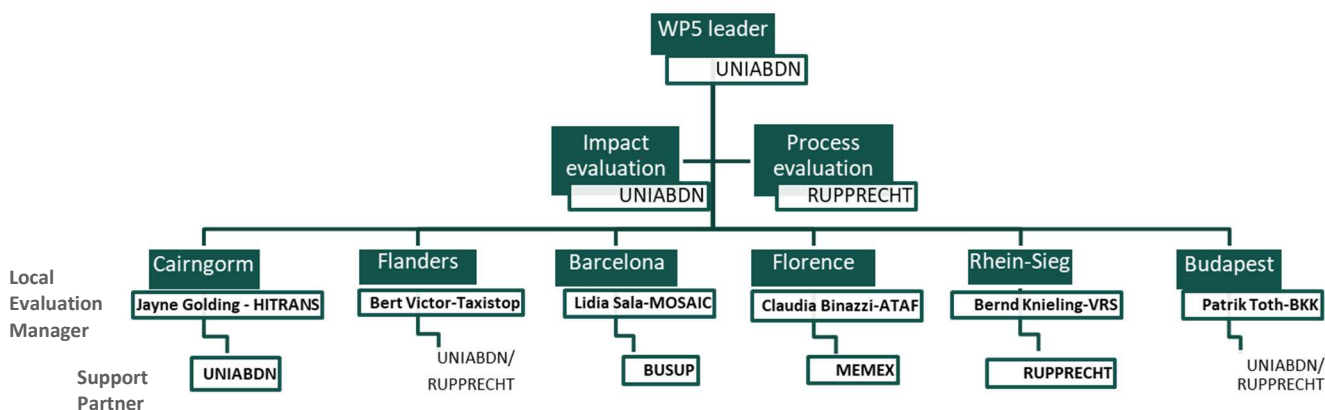 WP5 leader
UNIABDN
Impact
evaluation
UNIABDN
Process
evaluation
RUPPRECHT
Cairngorm
Flanders
Barcelona
Florence
Rhein-Sieg
Budapest
Local
Evaluation
Manager
Jayne Golding - HITRANS
Bert Victor-Taxistop
Lidia Sala-MOSAIC
Claudia Binazzi-ATAF
Bernd Knieling-VRS
Patrik Toth-BKK
Support
Partner
UNIABDN
UNIABDN/
RUPPRECHT
BUSUP
MEMEX
RUPPRECHT
UNIABDN/
RUPPRECHT